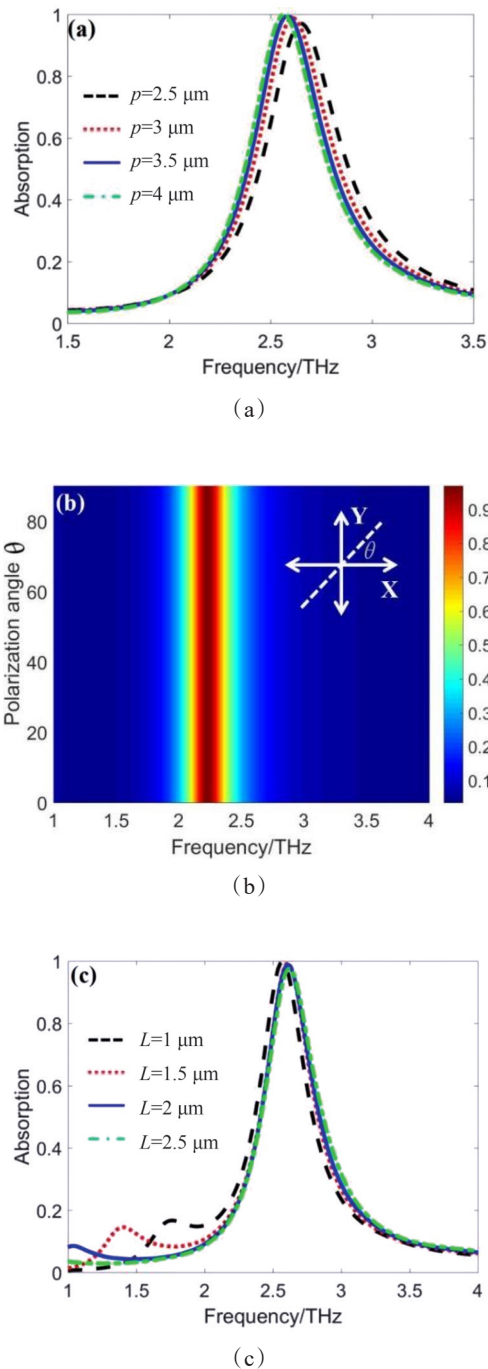 (a)
1
0.8
0.6
0.4
0.2
0
Absorption
p=2.5 μm
p=3 μm
p=3.5 μm
p=4 μm
1.5 2 2.5 3 3.5
Frequency/THz
(a)
(b)
80
60
40
20
0
Polarization angle θ
Y
θ
X
0.9
0.8
0.7
0.6
0.5
0.4
0.3
0.2
0.1
1 1.5 2 2.5 3 3.5 4
Frequency/THz
(b)
(c)
1
0.8
0.6
0.4
0.2
0
Absorption
L=1 μm
L=1.5 μm
L=2 μm
L=2.5 μm
1 1.5 2 2.5 3 3.5 4
Frequency/THz
(c)